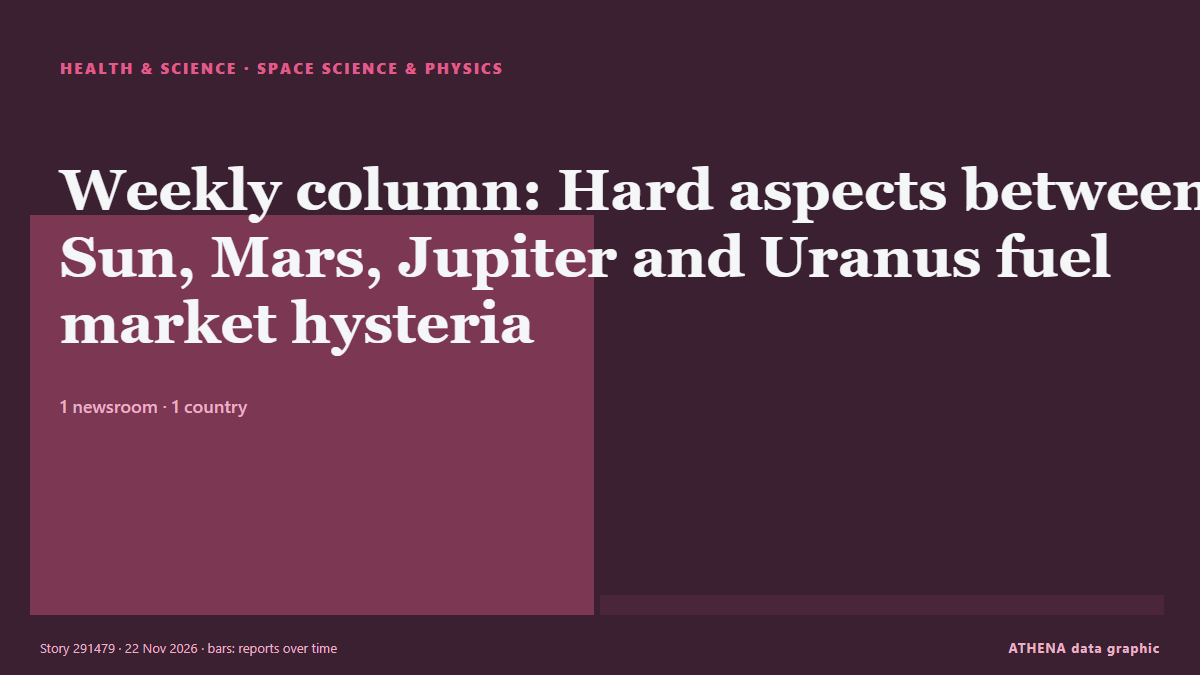 HEALTH & SCIENCE · SPACE SCIENCE & PHYSICS
Weekly column: Hard aspects between
Sun, Mars, Jupiter and Uranus fuel
market hysteria
1 newsroom · 1 country
Story 291479 · 22 Nov 2026 · bars: reports over time
ATHENA data graphic